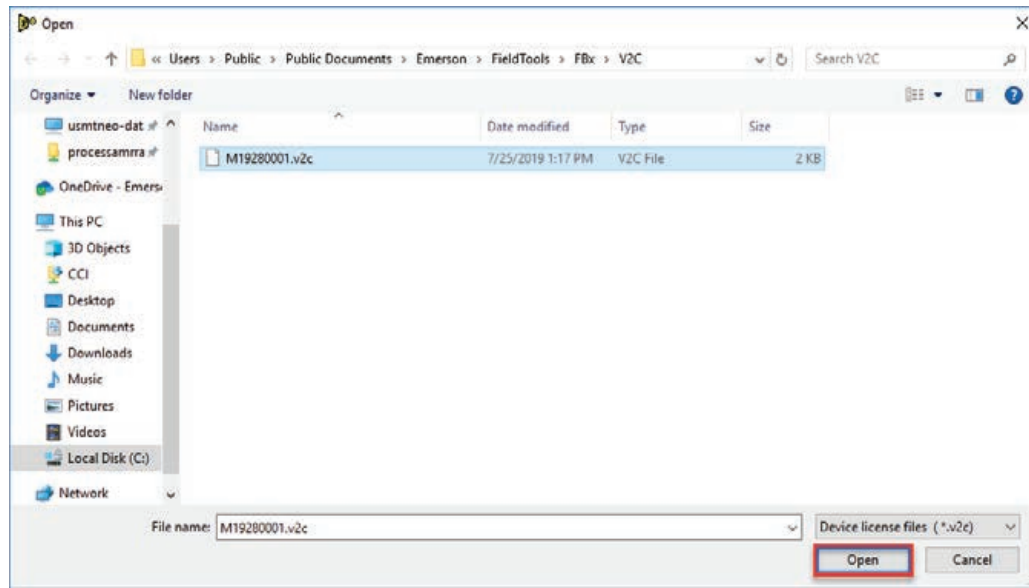 Open
« Users > Public > Public Documents > Emerson > FieldTools > FBx > V2C
Search V2C
Organize New folder
Name Date modified Type Size
M19280001.v2c 7/25/2019 1:17 PM V2C File 2 KB
usmtneo-dat
processamrra
OneDrive - Emers
This PC
3D Objects
CCI
Desktop
Documents
Downloads
Music
Pictures
Videos
Local Disk (C:)
Network
File name: M19280001.v2c Device license files (*.v2c)
Open Cancel